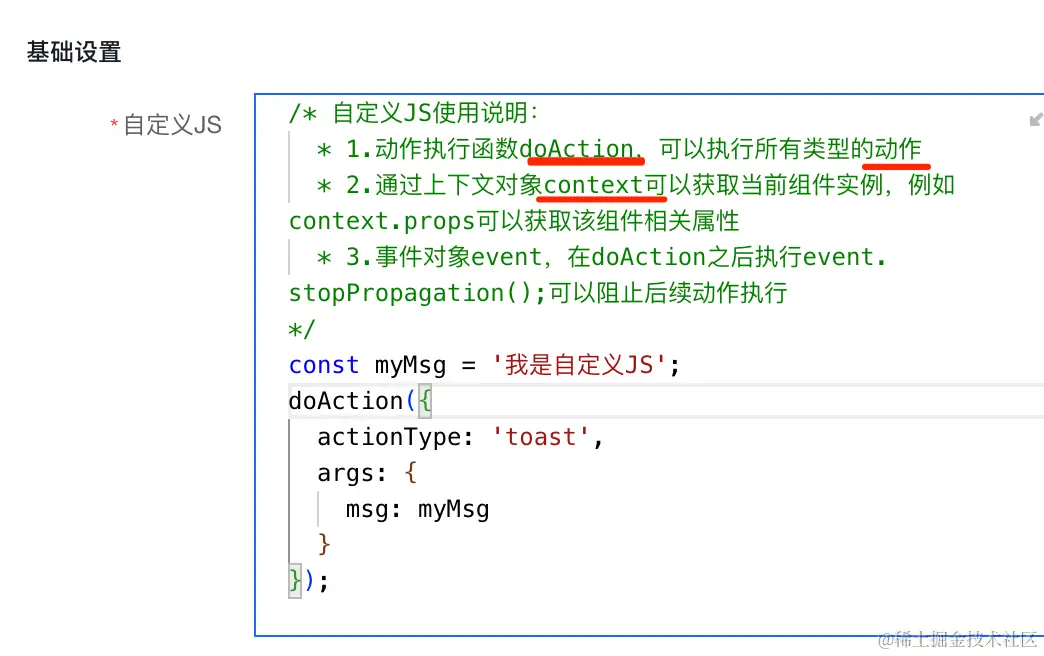 基础设置
*自定义JS
/* 自定义JS使用说明：
* 1.动作执行函数doAction，可以执行所有类型的动作
* 2.通过上下文对象context可以获取当前组件实例，例如
context.props可以获取该组件相关属性
* 3.事件对象event，在doAction之后执行event.
stopPropagation();可以阻止后续动作执行
*/
const myMsg = '我是自定义JS';
doAction({
actionType: 'toast',
args: {
msg: myMsg
}
});
@稀土掘金技术社区